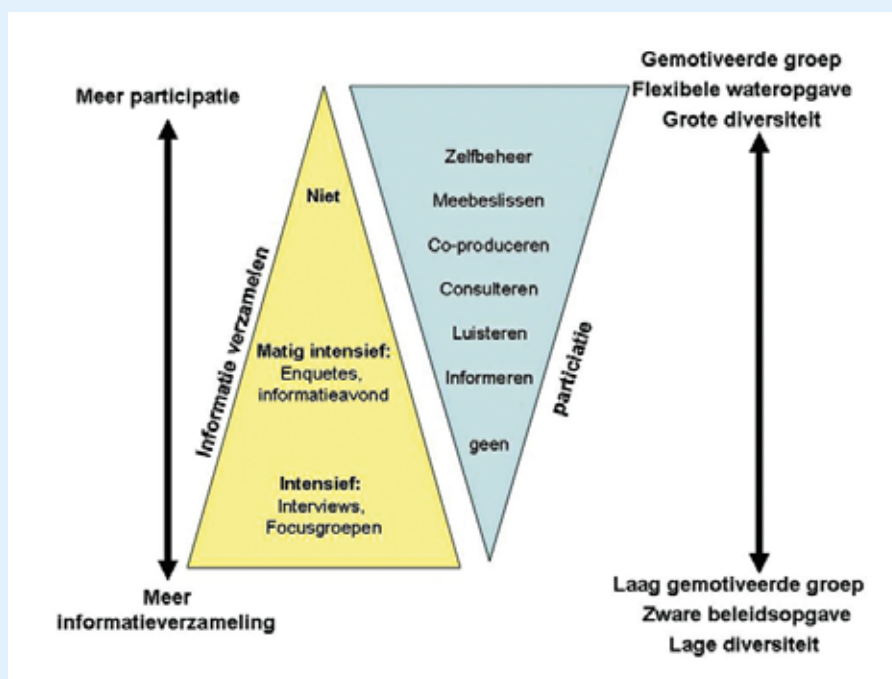 Meer participatie
Meer
informatieverzameling
Informatie verzamelen
Niet
Matig intensief:
Enquetes,
informatieavond
Intensief:
Interviews,
Focusgroepen
Zelfbeheer
Meebeslissen
Co-produceren
Consulteren
Luisteren
Informeren
geen
particiatie
Gemotiveerde groep
Flexibele wateropgave
Grote diversiteit
Laag gemotiveerde groep
Zware beleidsopgave
Lage diversiteit